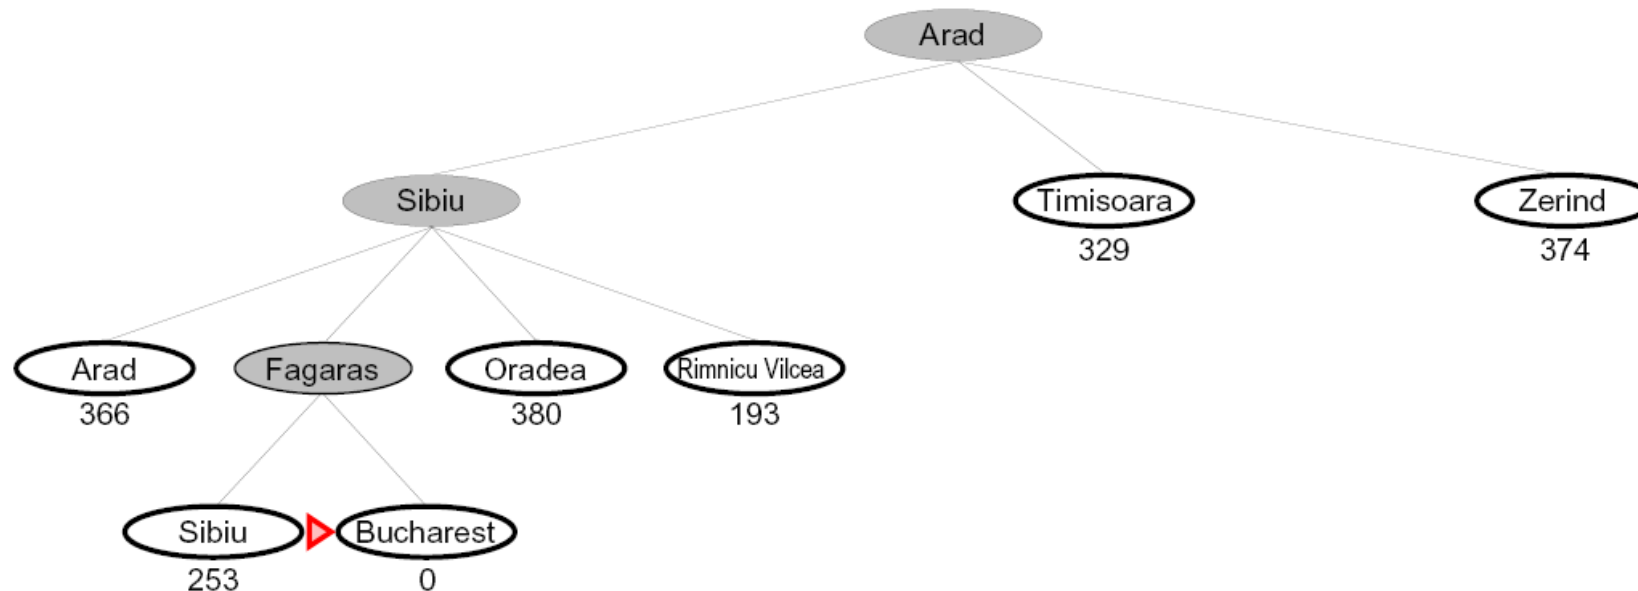 Arad
Sibiu
Timisoara
Zerind
329
374
Arad
Fagaras
Oradea
Rimnicu Vilcea
366
380
193
Sibiu
Bucharest
253
0